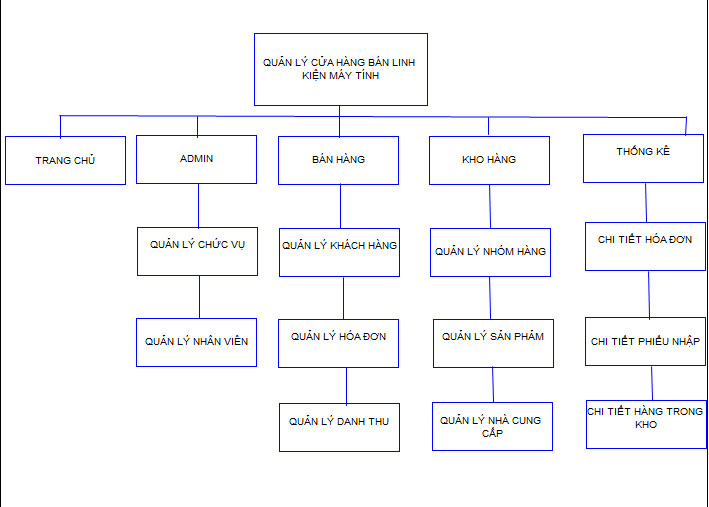 QUẢN LÝ CỬA HÀNG BÁN LINH
KIỆN MÁY TÍNH
TRANG CHỦ
ADMIN
BÁN HÀNG
KHO HÀNG
THỐNG KÊ
QUẢN LÝ CHỨC VỤ
QUẢN LÝ KHÁCH HÀNG
QUẢN LÝ NHÓM HÀNG
CHI TIẾT HÓA ĐƠN
QUẢN LÝ NHÂN VIÊN
QUẢN LÝ HÓA ĐƠN
QUẢN LÝ SẢN PHẨM
CHI TIẾT PHIẾU NHẬP
QUẢN LÝ DANH THU
QUẢN LÝ NHÀ CUNG
CẤP
CHI TIẾT HÀNG TRONG
KHO